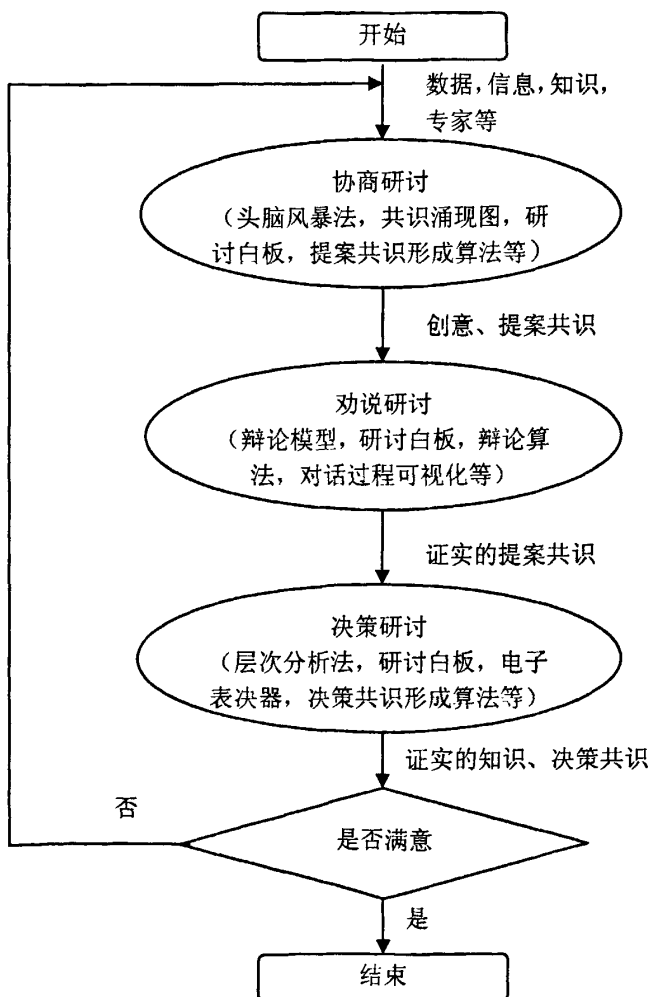 开始
数据，信息，知识，
专家等
协商研讨
（头脑风暴法，共识涌现图，研
讨白板，提案共识形成算法等）
创意、提案共识
劝说研讨
（辩论模型，研讨白板，辩论算
法，对话过程可视化等）
证实的提案共识
决策研讨
（层次分析法，研讨白板，电子
表决器，决策共识形成算法等）
证实的知识、决策共识
否
是否满意
是
结束